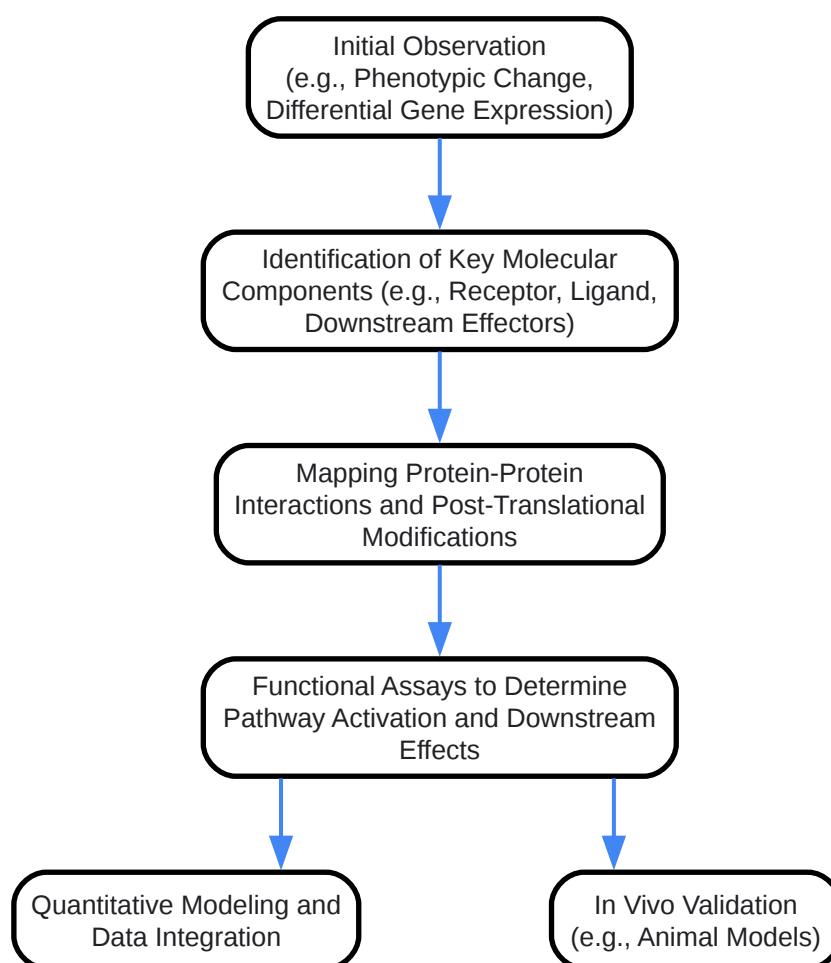 Initial Observation
(e.g., Phenotypic Change,
Differential Gene Expression)
Identification of Key Molecular
Components (e.g., Receptor, Ligand,
Downstream Effectors)
Mapping Protein-Protein
Interactions and Post-Translational
Modifications
Functional Assays to Determine
Pathway Activation and Downstream
Effects
Quantitative Modeling and
Data Integration
In Vivo Validation
(e.g., Animal Models)